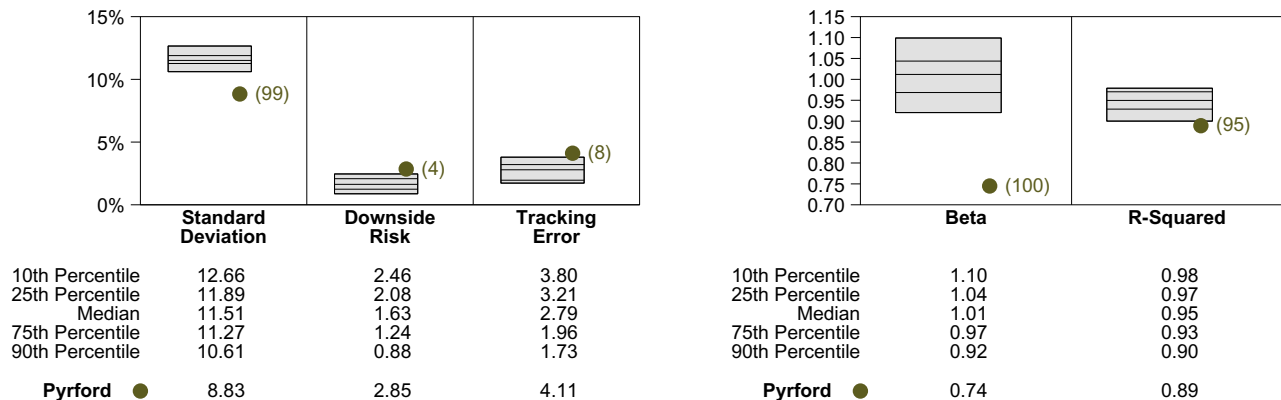 15%
10%
5%
0%
(99)
(4)
(8)
Standard
Deviation
Downside
Risk
Tracking
Error
10th Percentile 12.66 2.46 3.80
25th Percentile 11.89 2.08 3.21
Median 11.51 1.63 2.79
75th Percentile 11.27 1.24 1.96
90th Percentile 10.61 0.88 1.73
Pyrford 8.83 2.85 4.11
1.15
1.10
1.05
1.00
0.95
0.90
0.85
0.80
0.75
0.70
(100)
(95)
Beta R-Squared
10th Percentile 1.10 0.98
25th Percentile 1.04 0.97
Median 1.01 0.95
75th Percentile 0.97 0.93
90th Percentile 0.92 0.90
Pyrford 0.74 0.89